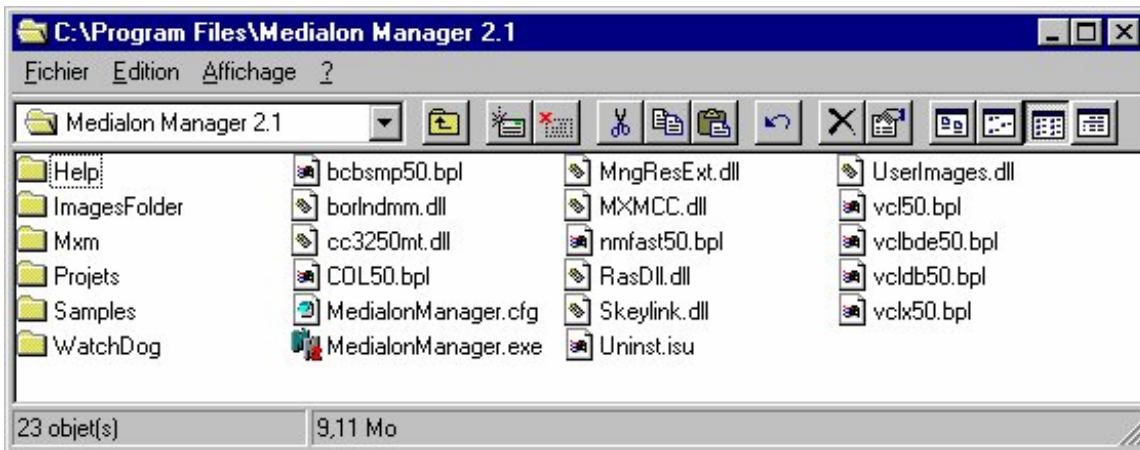 C:\Program Files\Medialon Manager 2.1
Fichier Edition Affichage ?
Medialon Manager 2.1
Help
ImagesFolder
Mxm
Projets
Samples
WatchDog
bcbsmp50.bpl
borlndmm.dll
cc3250mt.dll
COL50.bpl
MedialonManager.cfg
MedialonManager.exe
MngResExt.dll
MXMCC.dll
nmfast50.bpl
RasDll.dll
Skeylink.dll
Uninst.isu
UserImages.dll
vcl50.bpl
vclbde50.bpl
vcldb50.bpl
vclx50.bpl
23 objet(s) 9,11 Mo